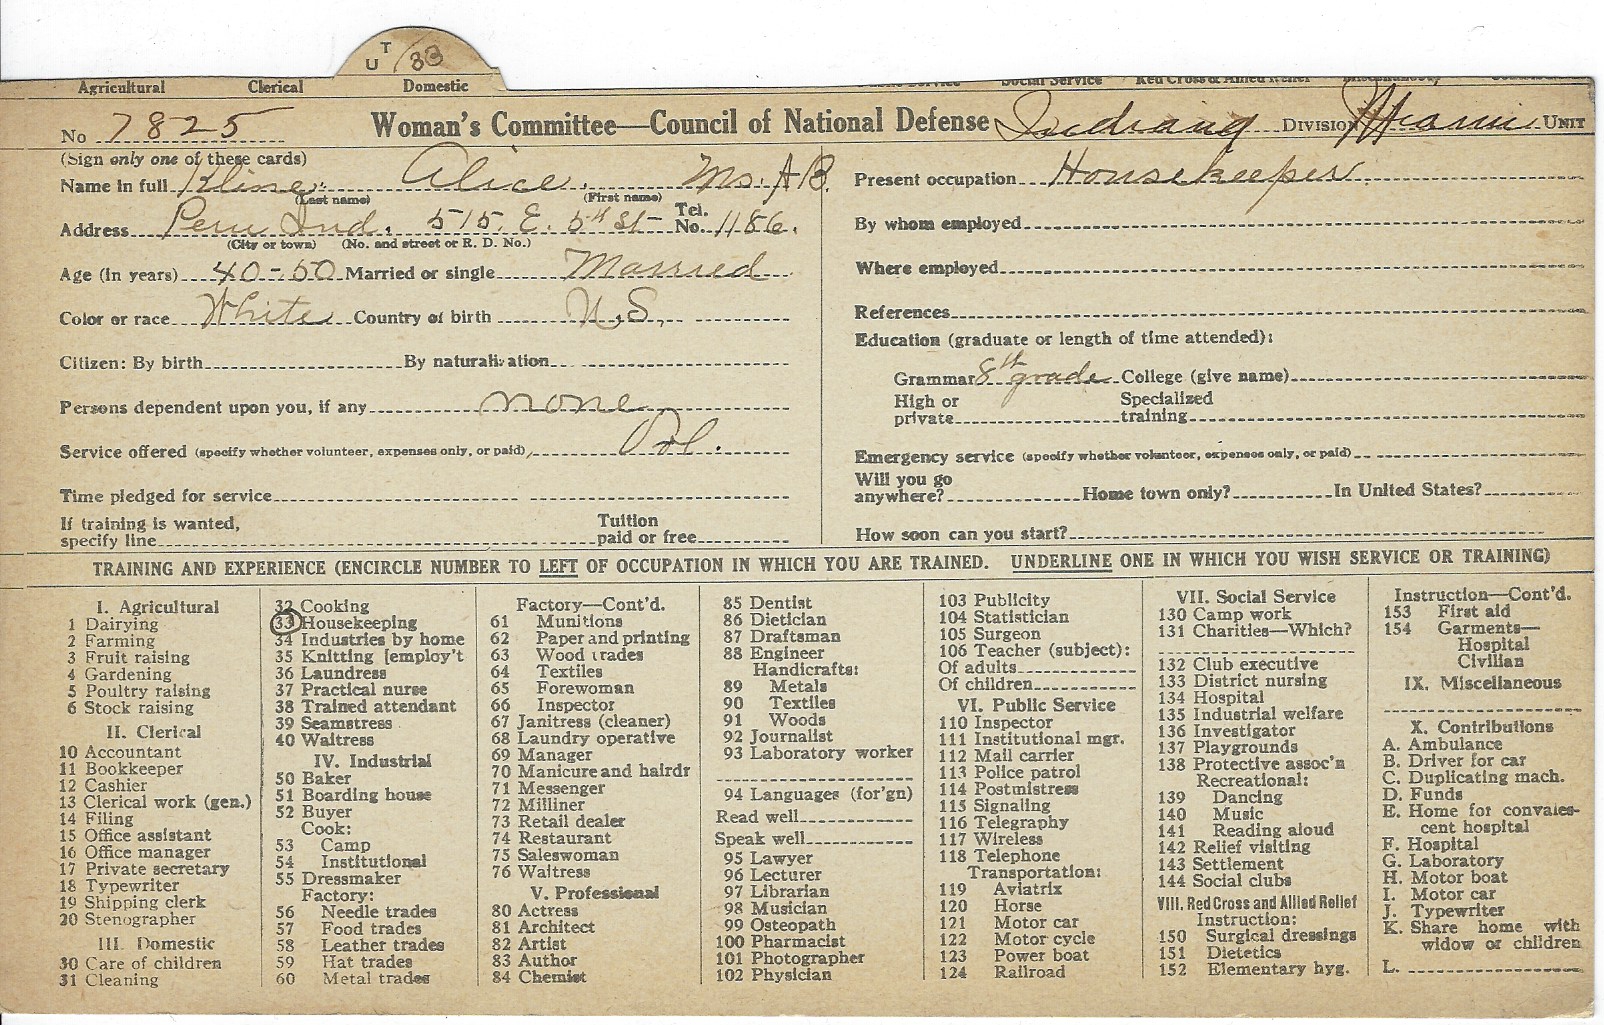 T
U /33
Agricultural Clerical Domestic Social Service Red Cross & Allied Relief
No 7825 Woman's Committee—Council of National Defense Indiana DIVISION Miami UNIT
(Sign only one of these cards)
Name in full Kline, Alice, Ms. A B.
(Last name) (First name)
Address Peru Ind. 515. E. 5th St- Tel. No. 1186.
(City or town) (No. and street or R. D. No.)
Age (in years) 40-50 Married or single Married
Color or race White Country of birth U.S.
Citizen: By birth By naturalization
Persons dependent upon you, if any none
Service offered (specify whether volunteer, expenses only, or paid), Vol.
Time pledged for service
If training is wanted, specify line Tuition paid or free
Present occupation Housekeeper.
By whom employed
Where employed
References
Education (graduate or length of time attended):
Grammar 8th grade College (give name)
High or private Specialized training
Emergency service (specify whether volunteer, expenses only, or paid)
Will you go anywhere? Home town only? In United States?
How soon can you start?
TRAINING AND EXPERIENCE (ENCIRCLE NUMBER TO LEFT OF OCCUPATION IN WHICH YOU ARE TRAINED. UNDERLINE ONE IN WHICH YOU WISH SERVICE OR TRAINING)
I. Agricultural
1 Dairying
2 Farming
3 Fruit raising
4 Gardening
5 Poultry raising
6 Stock raising
II. Clerical
10 Accountant
11 Bookkeeper
12 Cashier
13 Clerical work (gen.)
14 Filing
15 Office assistant
16 Office manager
17 Private secretary
18 Typewriter
19 Shipping clerk
20 Stenographer
III. Domestic
30 Care of children
31 Cleaning
32 Cooking
33 Housekeeping
34 Industries by home
35 Knitting [employ't
36 Laundress
37 Practical nurse
38 Trained attendant
39 Seamstress
40 Waitress
IV. Industrial
50 Baker
51 Boarding house
52 Buyer
Cook:
53 Camp
54 Institutional
55 Dressmaker
Factory:
56 Needle trades
57 Food trades
58 Leather trades
59 Hat trades
60 Metal trades
Factory—Cont'd.
61 Munitions
62 Paper and printing
63 Wood trades
64 Textiles
65 Forewoman
66 Inspector
67 Janitress (cleaner)
68 Laundry operative
69 Manager
70 Manicure and hairdr
71 Messenger
72 Milliner
73 Retail dealer
74 Restaurant
75 Saleswoman
76 Waitress
V. Professional
80 Actress
81 Architect
82 Artist
83 Author
84 Chemist
85 Dentist
86 Dietician
87 Draftsman
88 Engineer
Handicrafts:
89 Metals
90 Textiles
91 Woods
92 Journalist
93 Laboratory worker
94 Languages (for'gn)
Read well
Speak well
95 Lawyer
96 Lecturer
97 Librarian
98 Musician
99 Osteopath
100 Pharmacist
101 Photographer
102 Physician
103 Publicity
104 Statistician
105 Surgeon
106 Teacher (subject):
Of adults
Of children
VI. Public Service
110 Inspector
111 Institutional mgr.
112 Mail carrier
113 Police patrol
114 Postmistress
115 Signaling
116 Telegraphy
117 Wireless
118 Telephone
Transportation:
119 Aviatrix
120 Horse
121 Motor car
122 Motor cycle
123 Power boat
124 Railroad
VII. Social Service
130 Camp work
131 Charities—Which?
132 Club executive
133 District nursing
134 Hospital
135 Industrial welfare
136 Investigator
137 Playgrounds
138 Protective assoc'n
Recreational:
139 Dancing
140 Music
141 Reading aloud
142 Relief visiting
143 Settlement
144 Social clubs
VIII. Red Cross and Allied Relief
Instruction:
150 Surgical dressings
151 Dietetics
152 Elementary hyg.
Instruction—Cont'd.
153 First aid
154 Garments—
Hospital
Civilian
IX. Miscellaneous
X. Contributions
A. Ambulance
B. Driver for car
C. Duplicating mach.
D. Funds
E. Home for convales-
cent hospital
F. Hospital
G. Laboratory
H. Motor boat
I. Motor car
J. Typewriter
K. Share home with
widow or children
L.